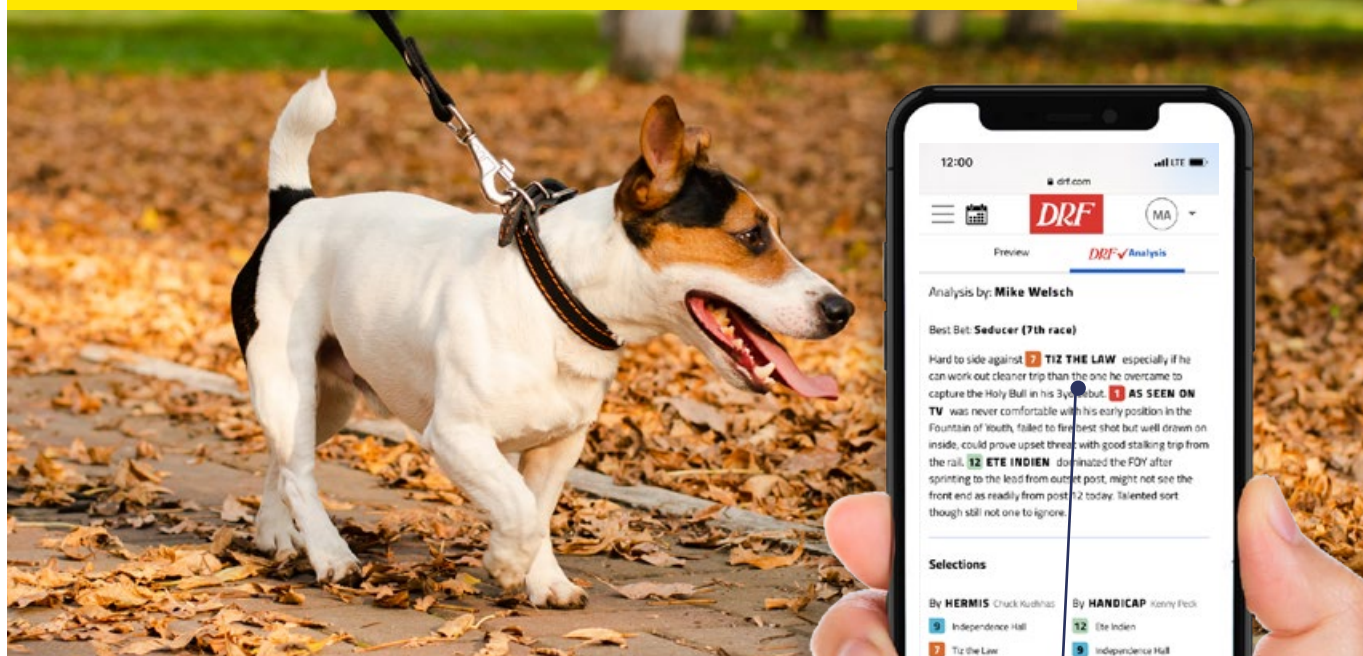 12:00
LTE
drf.com
DRF
MA
Preview
DRF Analysis
Analysis by: Mike Welsch
Best Bet: Seducer (7th race)
Hard to side against 7 TIZ THE LAW especially if he
can work out cleaner trip than the one he overcame to
capture the Holy Bull in his 3yo debut. 1 AS SEEN ON
TV was never comfortable with his early position in the
Fountain of Youth, failed to fire best shot but well drawn on
inside, could prove upset threat with good stalking trip from
the rail. 12 ETE INDIEN dominated the FOY after
sprinting to the lead from outset post, might not see the
front end as readily from post 12 today. Talented sort
though still not one to ignore.
Selections
By HERMIS Chuck
By HANDICAP Kenny Peck
9 Independence Hall
12 Ete Indien
7 Tiz the Law
9 Independence Hall